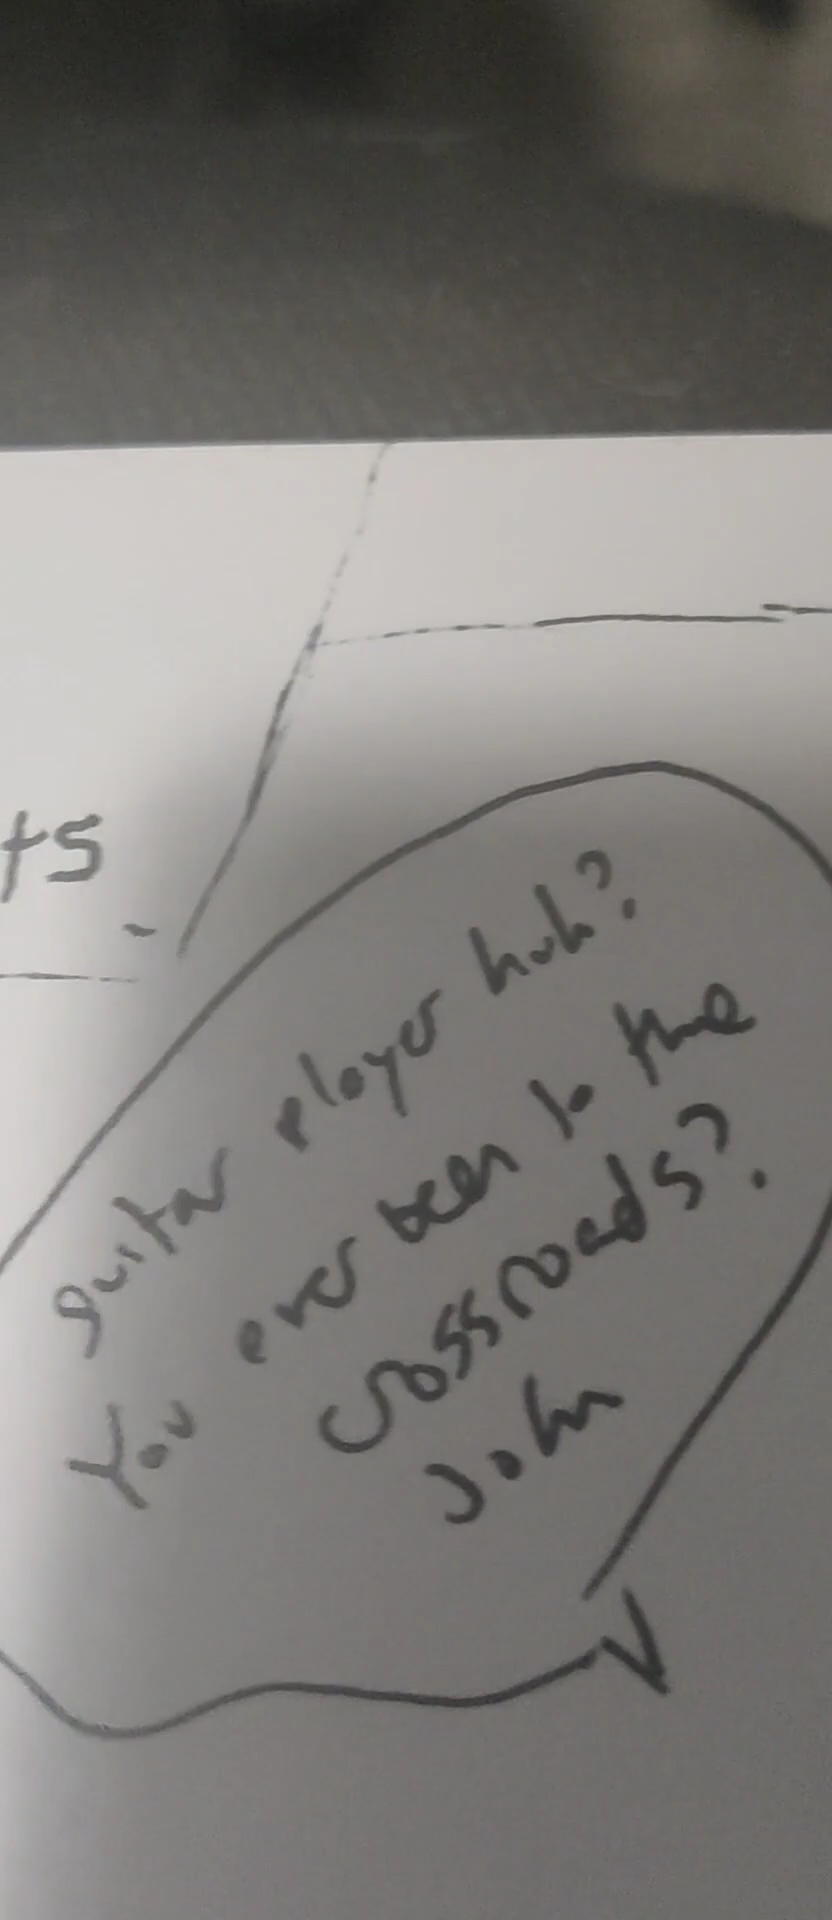 ts
Guitar player huh?
You ever been to the
crossroads?
John